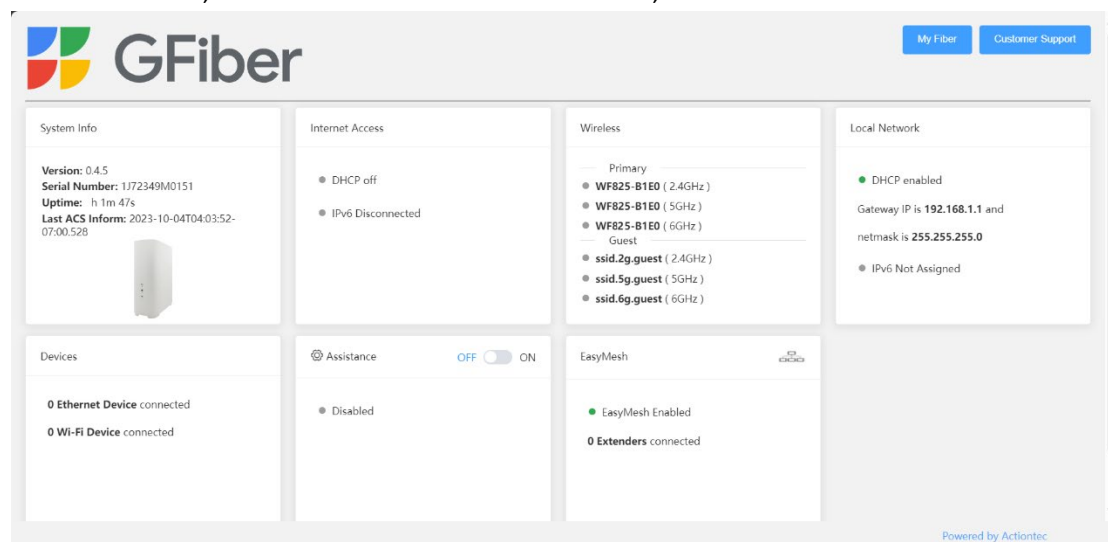 GFiber
My Fiber
Customer Support
System Info
Version: 0.4.5
Serial Number: 1J72349M0151
Uptime: h 1m 47s
Last ACS Inform: 2023-10-04T04:03:52-
07:00.528
Internet Access
DHCP off
IPv6 Disconnected
Wireless
Primary
WF825-B1E0 ( 2.4GHz )
WF825-B1E0 ( 5GHz )
WF825-B1E0 ( 6GHz )
Guest
ssid.2g.guest ( 2.4GHz )
ssid.5g.guest ( 5GHz )
ssid.6g.guest ( 6GHz )
Local Network
DHCP enabled
Gateway IP is 192.168.1.1 and
netmask is 255.255.255.0
IPv6 Not Assigned
Devices
0 Ethernet Device connected
0 Wi-Fi Device connected
Assistance OFF ON
Disabled
EasyMesh
EasyMesh Enabled
0 Extenders connected
Powered by Actiontec